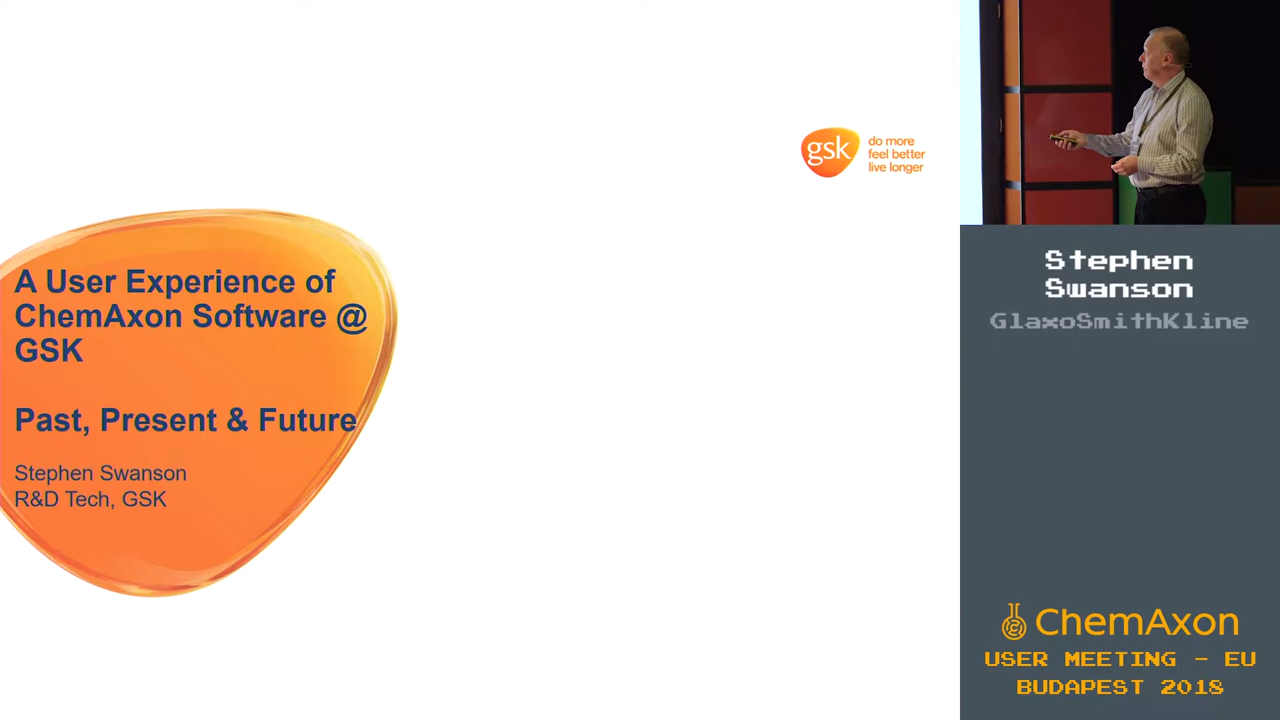 gsk
do more
feel better
live longer
A User Experience of
ChemAxon Software @
GSK
Past, Present & Future
Stephen Swanson
R&D Tech, GSK
Stephen
Swanson
GlaxoSmithKline
ChemAxon
USER MEETING - EU
BUDAPEST 2018